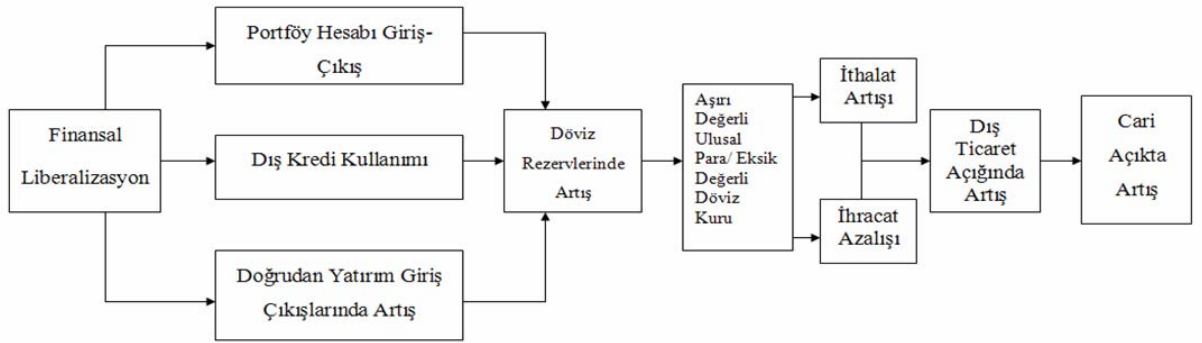 Finansal
Liberalizasyon
Portföy Hesabı Giriş-
Çıkış
Dış Kredi Kullanımı
Doğrudan Yatırım Giriş
Çıkışlarında Artış
Döviz
Rezervlerinde
Artış
Aşırı
Değerli
Ulusal
Para/ Eksik
Değerli
Döviz
Kuru
İthalat
Artışı
İhracat
Azalışı
Dış
Ticaret
Açığında
Artış
Cari
Açıkta
Artış